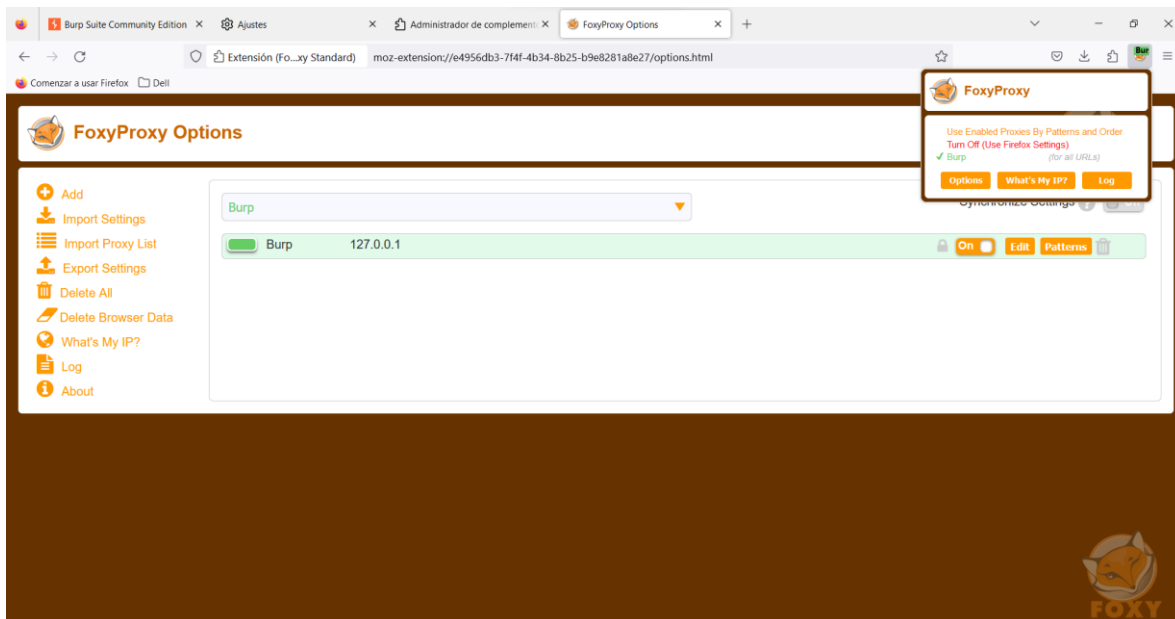 Burp Suite Community Edition
Ajustes
Administrador de complemento
FoxyProxy Options
Extensión (Fo...xy Standard) moz-extension://e4956db3-7f4f-4b34-8b25-b9e8281a8e27/options.html
Bur
Comenzar a usar Firefox Dell
FoxyProxy
Use Enabled Proxies By Patterns and Order
Turn Off (Use Firefox Settings)
Burp (for all URLs)
Options What's My IP? Log
FoxyProxy Options
Add
Import Settings
Import Proxy List
Export Settings
Delete All
Delete Browser Data
What's My IP?
Log
About
Burp
Synchronize Settings
Burp 127.0.0.1 On Edit Patterns
FOXY